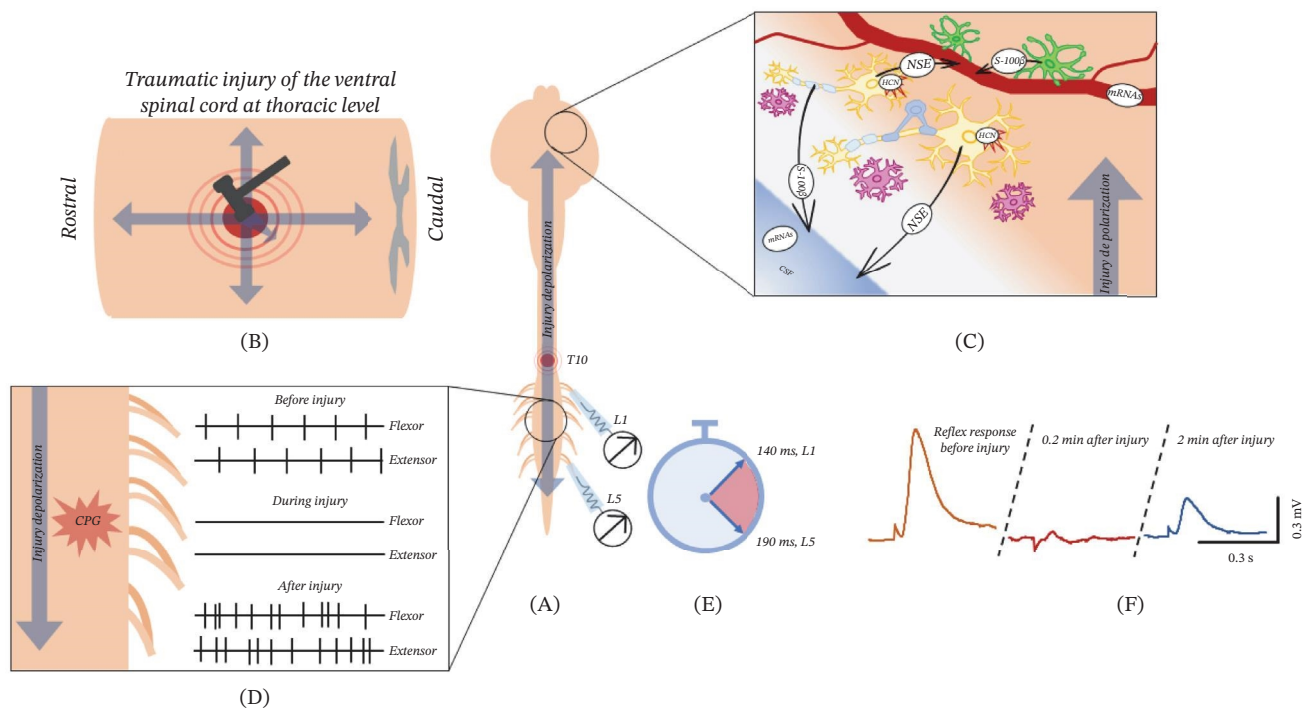 Traumatic injury of the ventral
spinal cord at thoracic level
Rostral
Caudal
(B)
Injury depolarization
T10
L1
L5
(A)
NSE
S-100β
HCN
mRNAs
HCN
S-100β
NSE
mRNAs
CSF
Injury de polarization
(C)
Injury depolarization
CPG
Before injury
Flexor
Extensor
During injury
Flexor
Extensor
After injury
Flexor
Extensor
(D)
140 ms, L1
190 ms, L5
(E)
Reflex response
before injury
0.2 min after injury
2 min after injury
0.3 mV
0.3 s
(F)